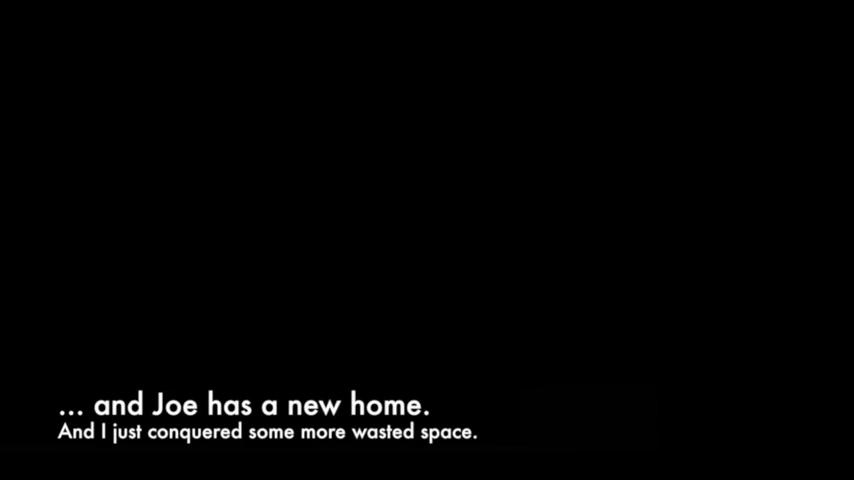 ... and Joe has a new home.
And I just conquered some more wasted space.